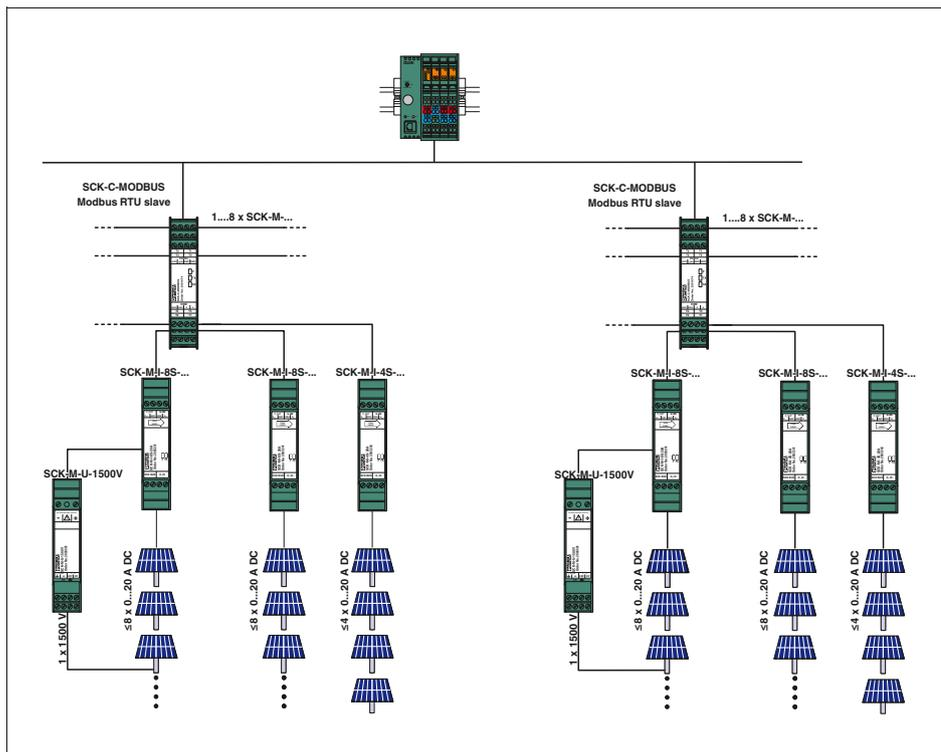 SCK-C-MODBUS
Modbus RTU slave
1....8 x SCK-M-...
SCK-M-I-8S-...
SCK-M-I-8S-...
SCK-M-I-4S-...
SCK-M-U-1500V
1 x 1500 V
≤8 x 0...20 A DC
≤8 x 0...20 A DC
≤4 x 0...20 A DC
SCK-C-MODBUS
Modbus RTU slave
1....8 x SCK-M-...
SCK-M-I-8S-...
SCK-M-I-8S-...
SCK-M-I-4S-...
SCK-M-U-1500V
1 x 1500 V
≤8 x 0...20 A DC
≤8 x 0...20 A DC
≤4 x 0...20 A DC